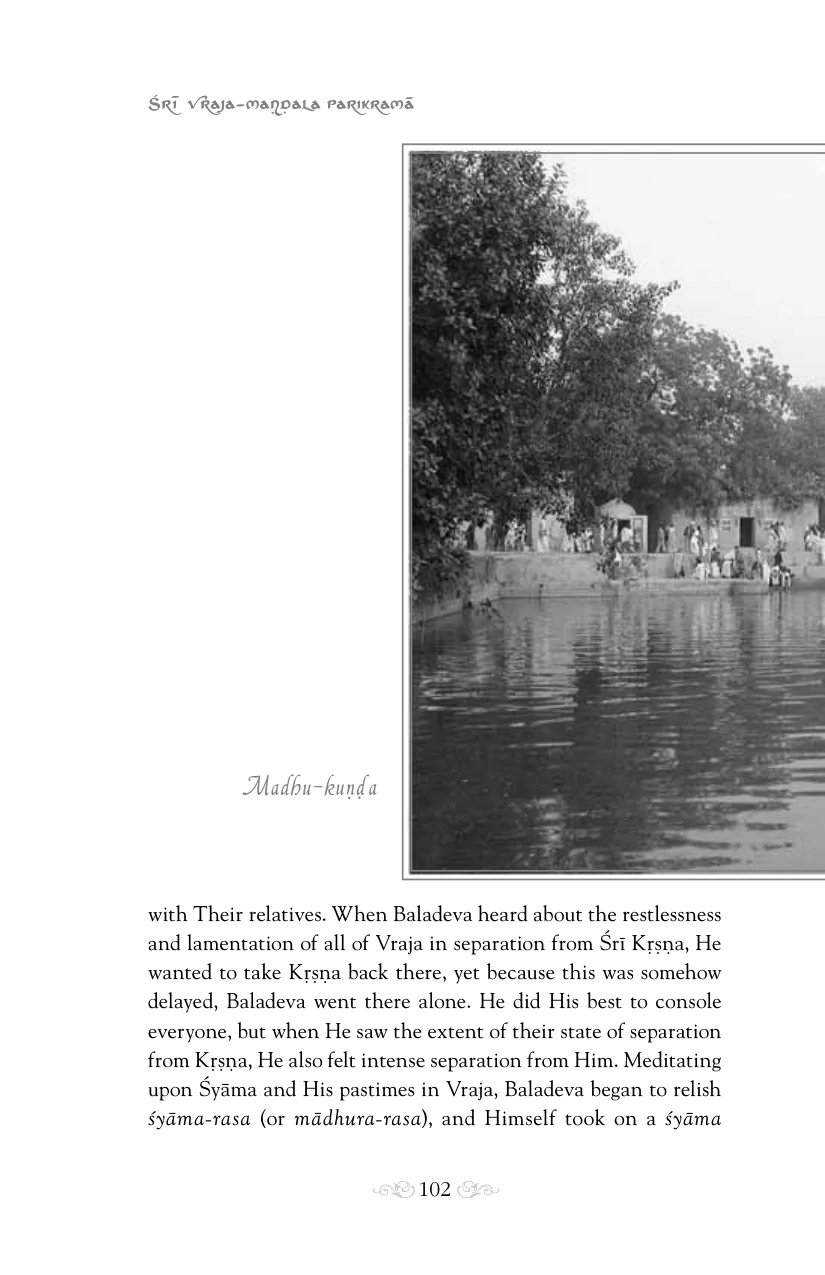 Śrī Vraja-maṇḍala Parikramā
Madhu-kuṇḍa
with Their relatives. When Baladeva heard about the restlessness
and lamentation of all of Vraja in separation from Śrī Kṛṣṇa, He
wanted to take Kṛṣṇa back there, yet because this was somehow
delayed, Baladeva went there alone. He did His best to console
everyone, but when He saw the extent of their state of separation
from Kṛṣṇa, He also felt intense separation from Him. Meditating
upon Śyāma and His pastimes in Vraja, Baladeva began to relish
śyāma-rasa (or mādhura-rasa), and Himself took on a śyāma
102